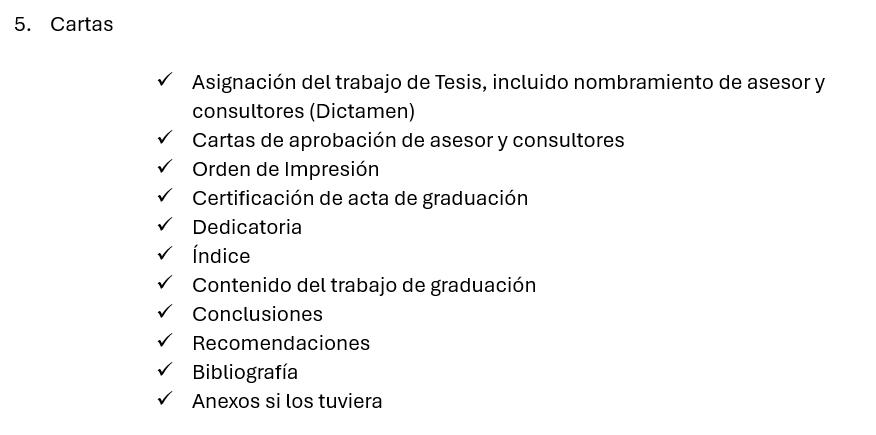 5. Cartas
✓ Asignación del trabajo de Tesis, incluido nombramiento de asesor y
consultores (Dictamen)
✓ Cartas de aprobación de asesor y consultores
✓ Orden de Impresión
✓ Certificación de acta de graduación
✓ Dedicatoria
✓ Índice
✓ Contenido del trabajo de graduación
✓ Conclusiones
✓ Recomendaciones
✓ Bibliografía
✓ Anexos si los tuviera